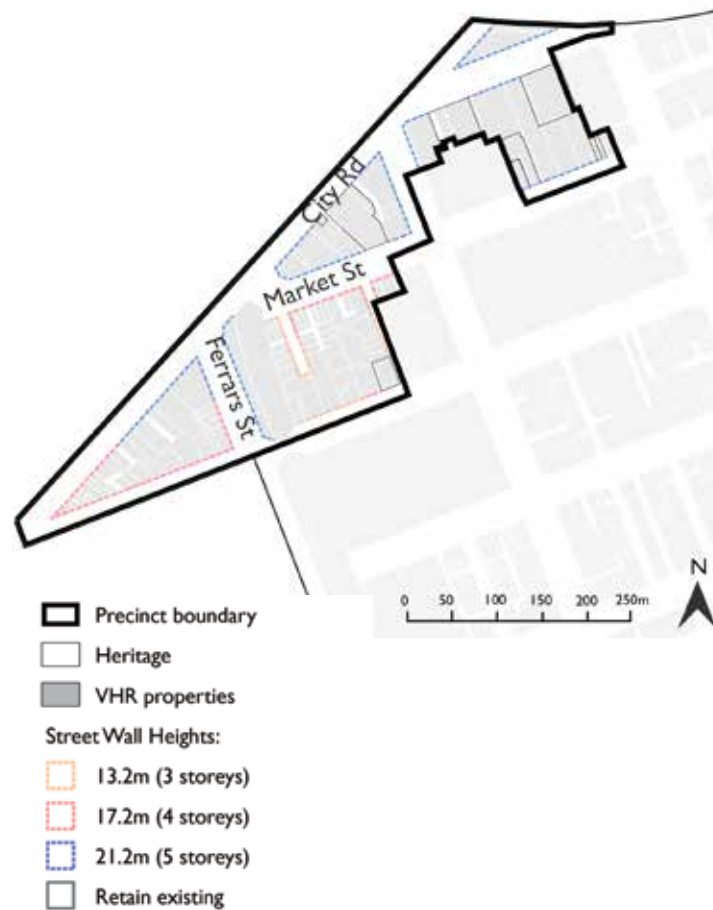 City Rd
Market St
Ferrars St
N
0 50 100 150 200 250m
Precinct boundary
Heritage
VHR properties
Street Wall Heights:
13.2m (3 storeys)
17.2m (4 storeys)
21.2m (5 storeys)
Retain existing